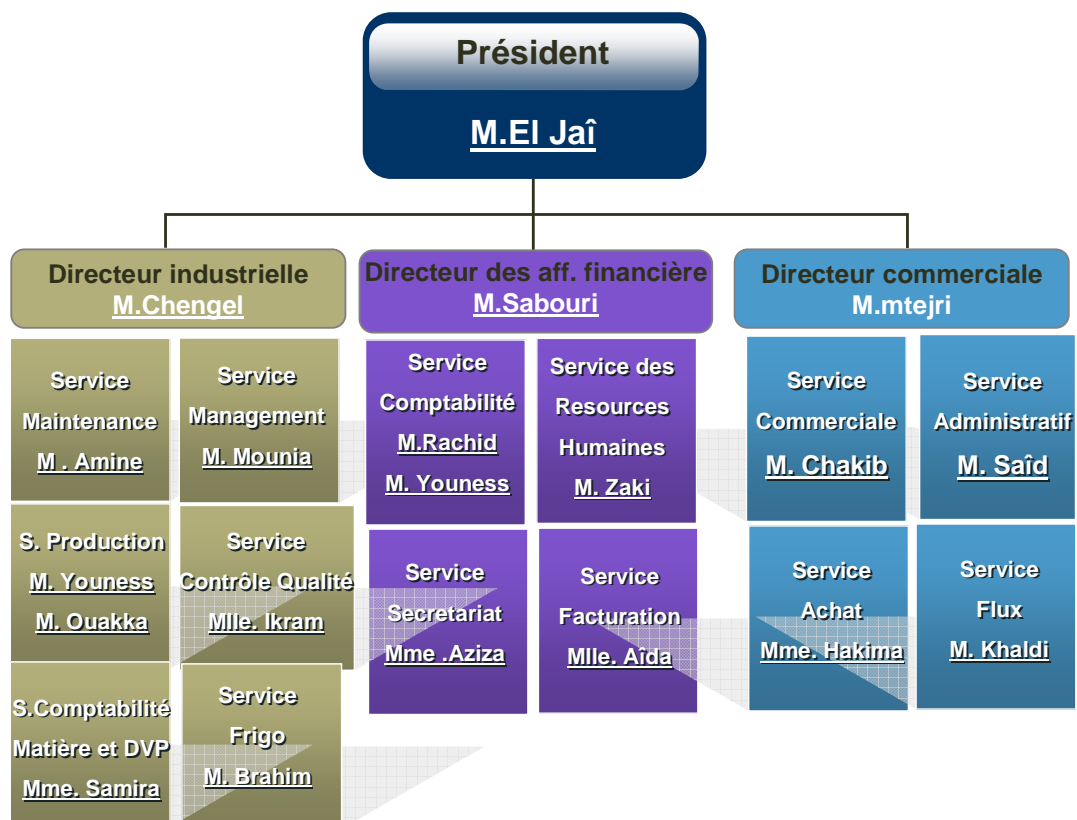 Président
M.El Jaî
Directeur industrielle
M.Chengel
Directeur des aff. financière
M.Sabouri
Directeur commerciale
M.mtejri
Service
Maintenance
M . Amine
Service
Management
M. Mounia
Service
Comptabilité
M.Rachid
M. Youness
Service des
Resources
Humaines
M. Zaki
Service
Commerciale
M. Chakib
Service
Administratif
M. Saîd
S. Production
M. Youness
M. Ouakka
Service
Contrôle Qualité
Mlle. Ikram
Service
Secretariat
Mme .Aziza
Service
Facturation
Mlle. Aîda
Service
Achat
Mme. Hakima
Service
Flux
M. Khaldi
S.Comptabilité
Matière et DVP
Mme. Samira
Service
Frigo
M. Brahim